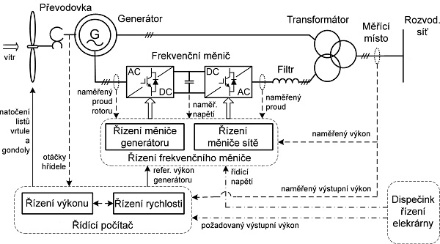 Převodovka
Generátor
G
vítr
Transformátor
Měřící
místo
Rozvod.
síť
Frekvenční měnič
AC
DC
DC
AC
Filtr
naměřený
proud
rotoru
naměř.
napětí
naměřený
proud
natočení
listů
vrtule a
gondoly
Řízení měniče
generátoru
Řízení
měniče sítě
Řízení frekvenčního měniče
naměřený výkon
otáčky
hřídele
refer. výkon
generátoru
řídící
napětí
naměřený výstupní výkon
Řízení výkonu
Řízení rychlosti
Řídící počítač
požadovaný výstupní výkon
Dispečink
řízení
elekrárny